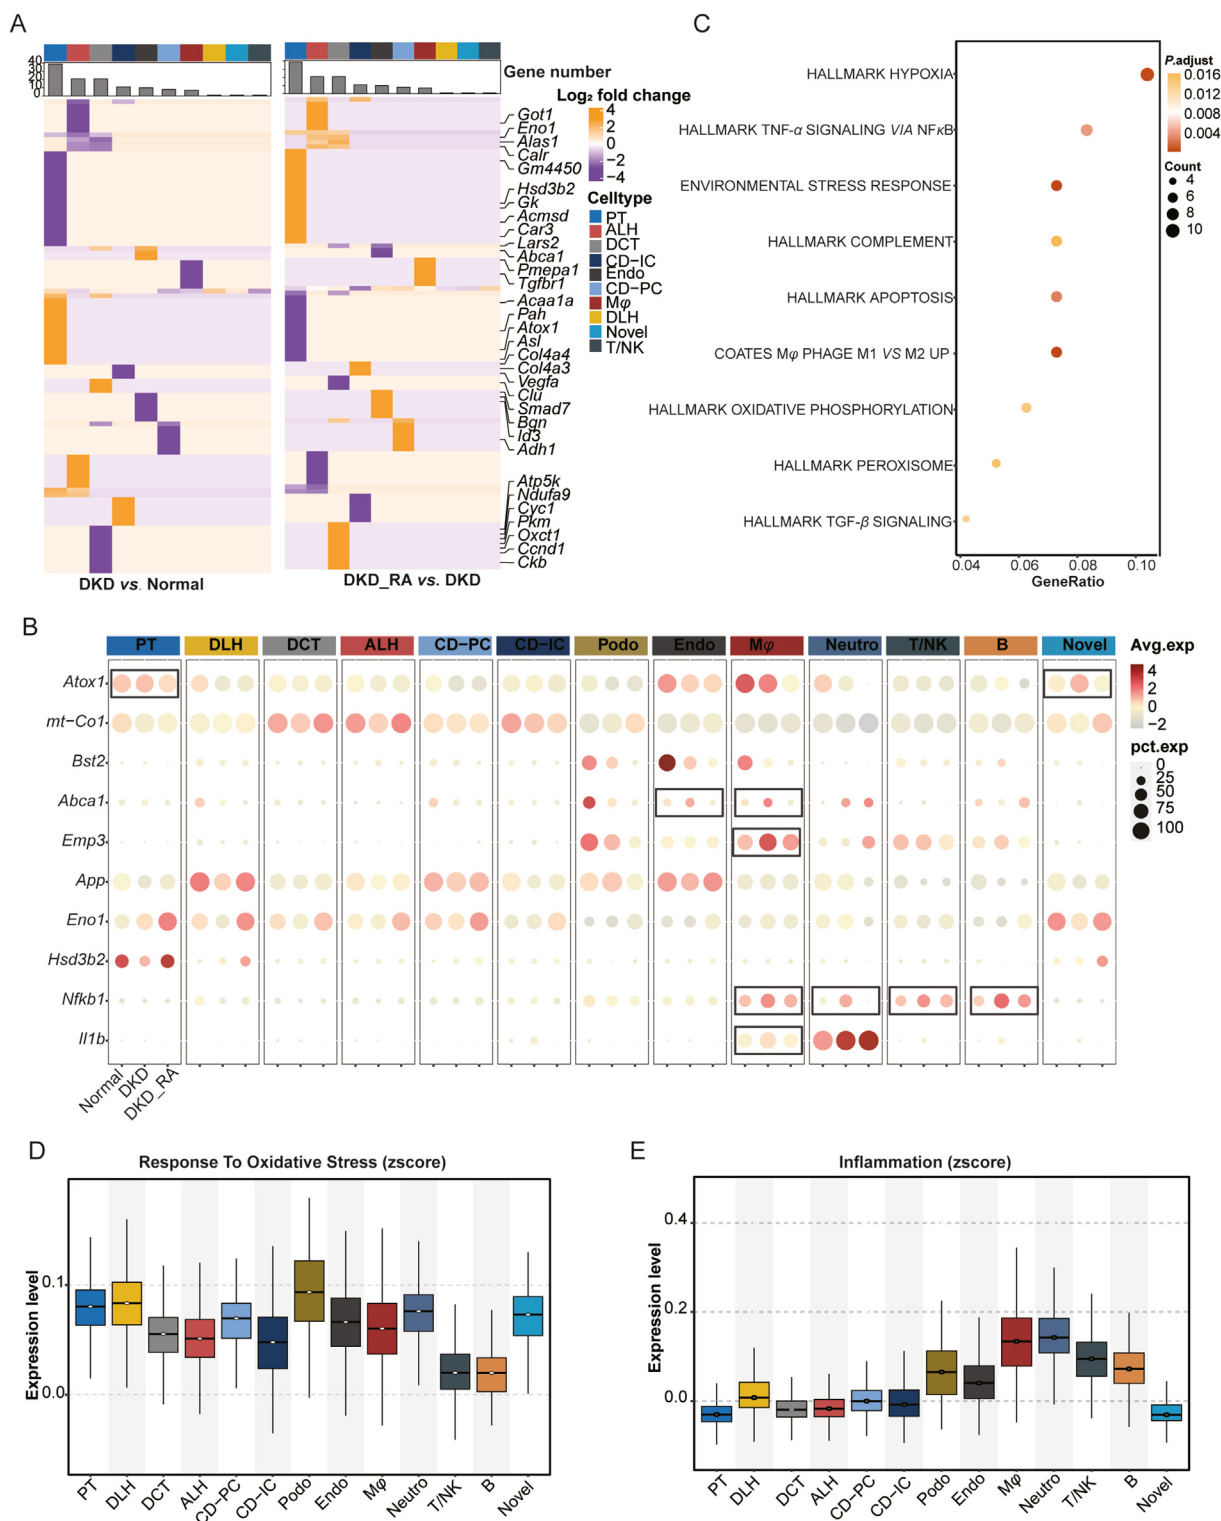 A
40
30
20
10
0
Gene number
Log₂ fold change
4
2
0
−2
−4
Got1
Eno1
Alas1
Calr
Gm4450
Hsd3b2
Gk
Acmsd
Car3
Lars2
Abca1
Pmepa1
Tgfbr1
Acaa1a
Pah
Atox1
Asl
Col4a4
Col4a3
Vegfa
Clu
Smad7
Bgn
Id3
Adh1
Atp5k
Ndufa9
Cyc1
Pkm
Oxct1
Ccnd1
Ckb
Celltype
PT
ALH
DCT
CD−IC
Endo
CD−PC
Mφ
DLH
Novel
T/NK
DKD vs. Normal
DKD_RA vs. DKD
C
HALLMARK HYPOXIA
HALLMARK TNF-α SIGNALING VIA NFκB
ENVIRONMENTAL STRESS RESPONSE
HALLMARK COMPLEMENT
HALLMARK APOPTOSIS
COATES Mφ PHAGE M1 VS M2 UP
HALLMARK OXIDATIVE PHOSPHORYLATION
HALLMARK PEROXISOME
HALLMARK TGF-β SIGNALING
0.04 0.06 0.08 0.10
GeneRatio
P.adjust
0.016
0.012
0.008
0.004
Count
4
6
8
10
B
PT DLH DCT ALH CD−PC CD−IC Podo Endo Mφ Neutro T/NK B Novel
Atox1
mt−Co1
Bst2
Abca1
Emp3
App
Eno1
Hsd3b2
Nfkb1
Il1b
Normal
DKD
DKD_RA
Avg.exp
4
2
0
−2
pct.exp
0
25
50
75
100
D
Response To Oxidative Stress (zscore)
Expression level
0.1
0.0
PT DLH DCT ALH CD−PC CD−IC Podo Endo Mφ Neutro T/NK B Novel
E
Inflammation (zscore)
Expression level
0.4
0.2
0.0
PT DLH DCT ALH CD−PC CD−IC Podo Endo Mφ Neutro T/NK B Novel